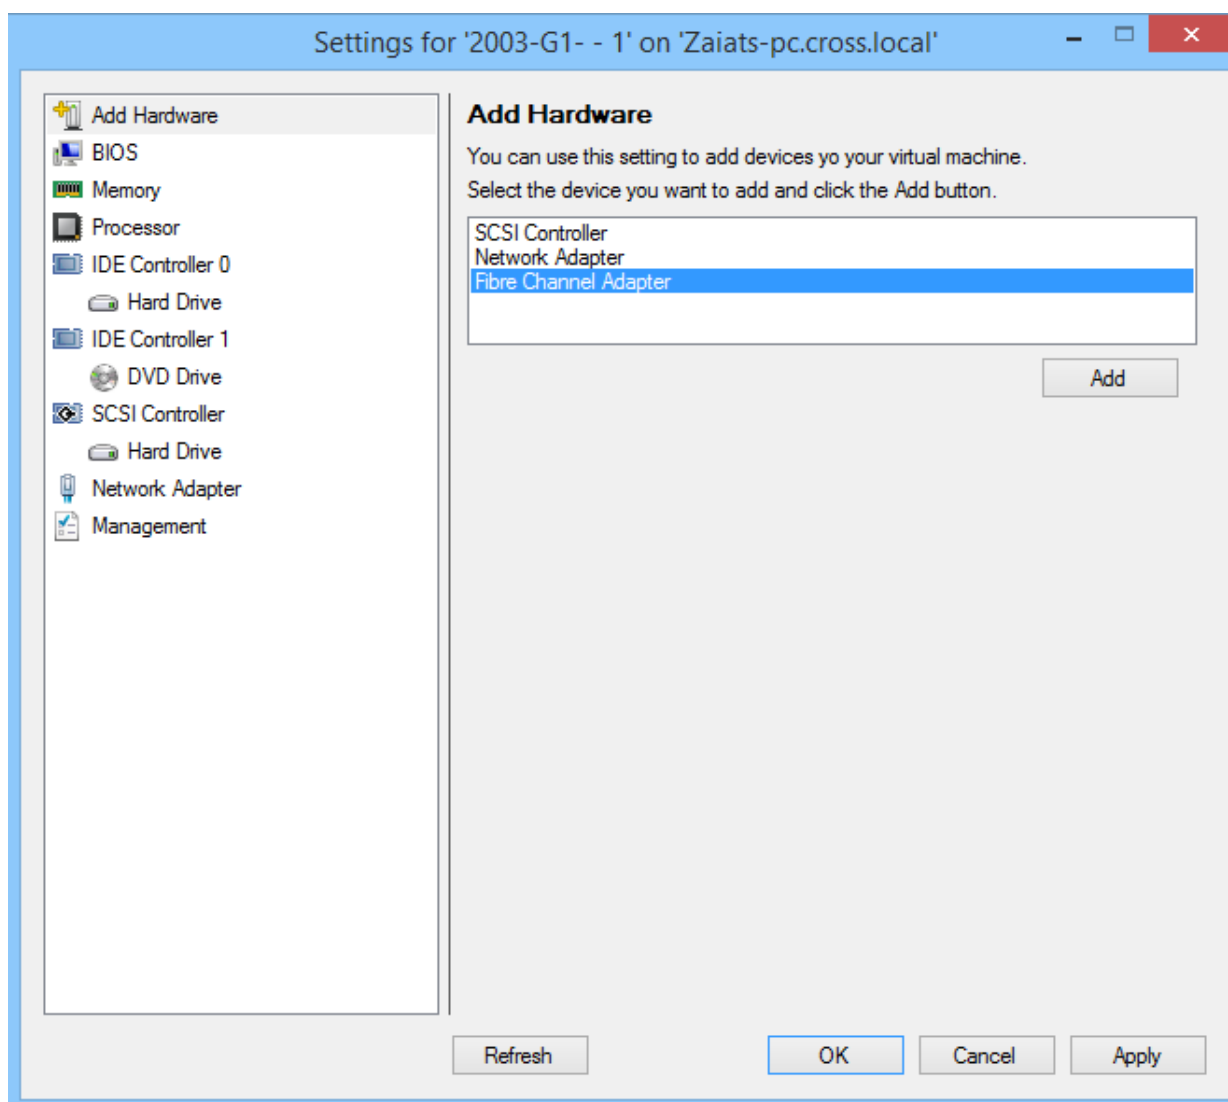 Settings for '2003-G1- - 1' on 'Zaiats-pc.cross.local'
Add Hardware
BIOS
Memory
Processor
IDE Controller 0
Hard Drive
IDE Controller 1
DVD Drive
SCSI Controller
Hard Drive
Network Adapter
Management
Add Hardware
You can use this setting to add devices yo your virtual machine.
Select the device you want to add and click the Add button.
SCSI Controller
Network Adapter
Fibre Channel Adapter
Add
Refresh
OK
Cancel
Apply